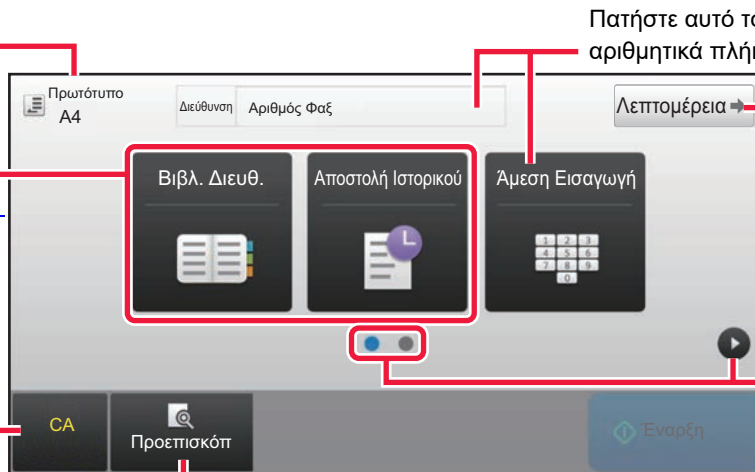 Πατήστε αυτό
αριθμητικά
Πρωτότυπο
A4
Διεύθυνση Αριθμός Φαξ
Λεπτομέρεια
Βιβλ. Διευθ.
Αποστολή Ιστορικού
Άμεση Εισαγωγή
1 2 3
4 5 6
7 8 9
0
CA
Προεπισκόπ
Έναρξη